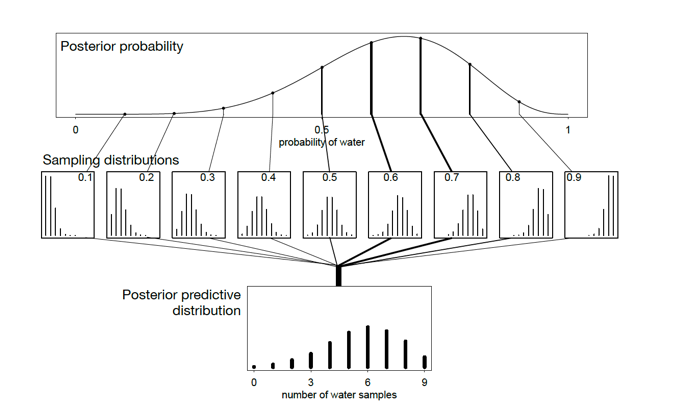 Posterior probability
0
0.5
1
probability of water
Sampling distributions
0.1
0.2
0.3
0.4
0.5
0.6
0.7
0.8
0.9
Posterior predictive
distribution
0
3
6
9
number of water samples